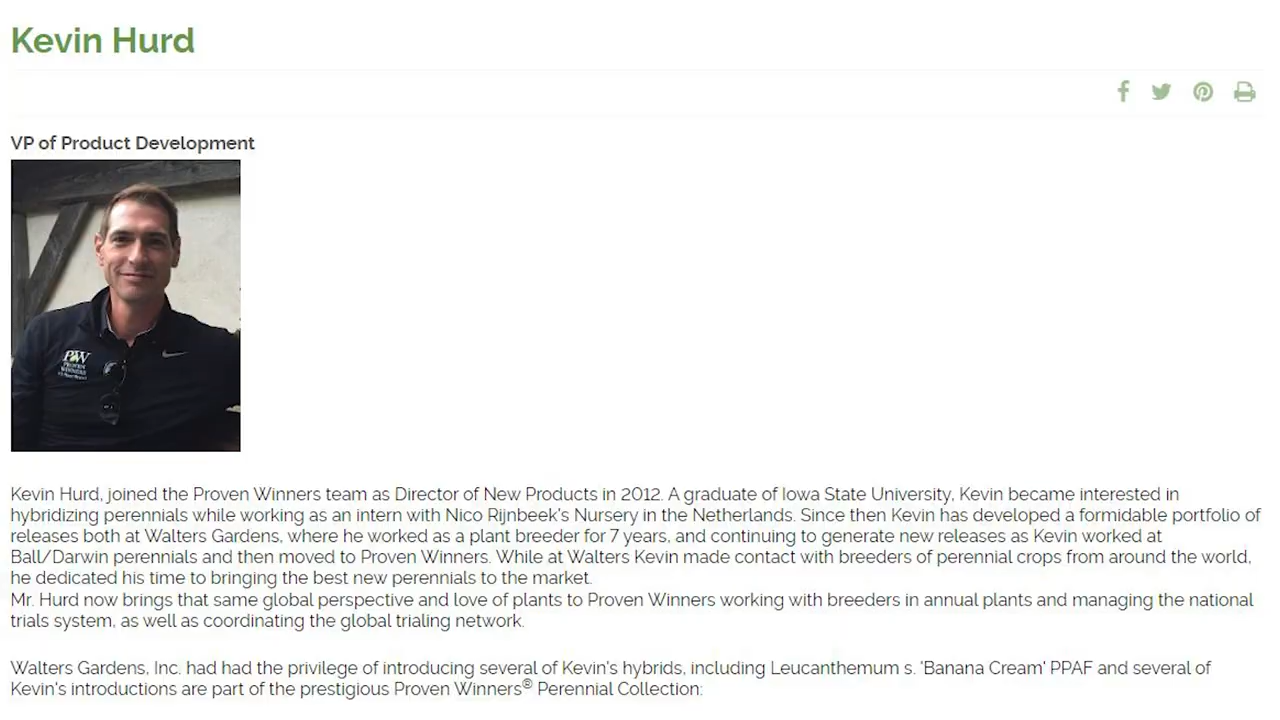 Kevin Hurd
VP of Product Development
PW
PROVEN
WINNERS
Kevin Hurd, joined the Proven Winners team as Director of New Products in 2012. A graduate of Iowa State University, Kevin became interested in
hybridizing perennials while working as an intern with Nico Rijnbeek's Nursery in the Netherlands. Since then Kevin has developed a formidable portfolio of
releases both at Walters Gardens, where he worked as a plant breeder for 7 years, and continuing to generate new releases as Kevin worked at
Ball/Darwin perennials and then moved to Proven Winners. While at Walters Kevin made contact with breeders of perennial crops from around the world,
he dedicated his time to bringing the best new perennials to the market.
Mr. Hurd now brings that same global perspective and love of plants to Proven Winners working with breeders in annual plants and managing the national
trials system, as well as coordinating the global trialing network.
Walters Gardens, Inc. had had the privilege of introducing several of Kevin's hybrids, including Leucanthemum s. 'Banana Cream' PPAF and several of
Kevin's introductions are part of the prestigious Proven Winners® Perennial Collection: